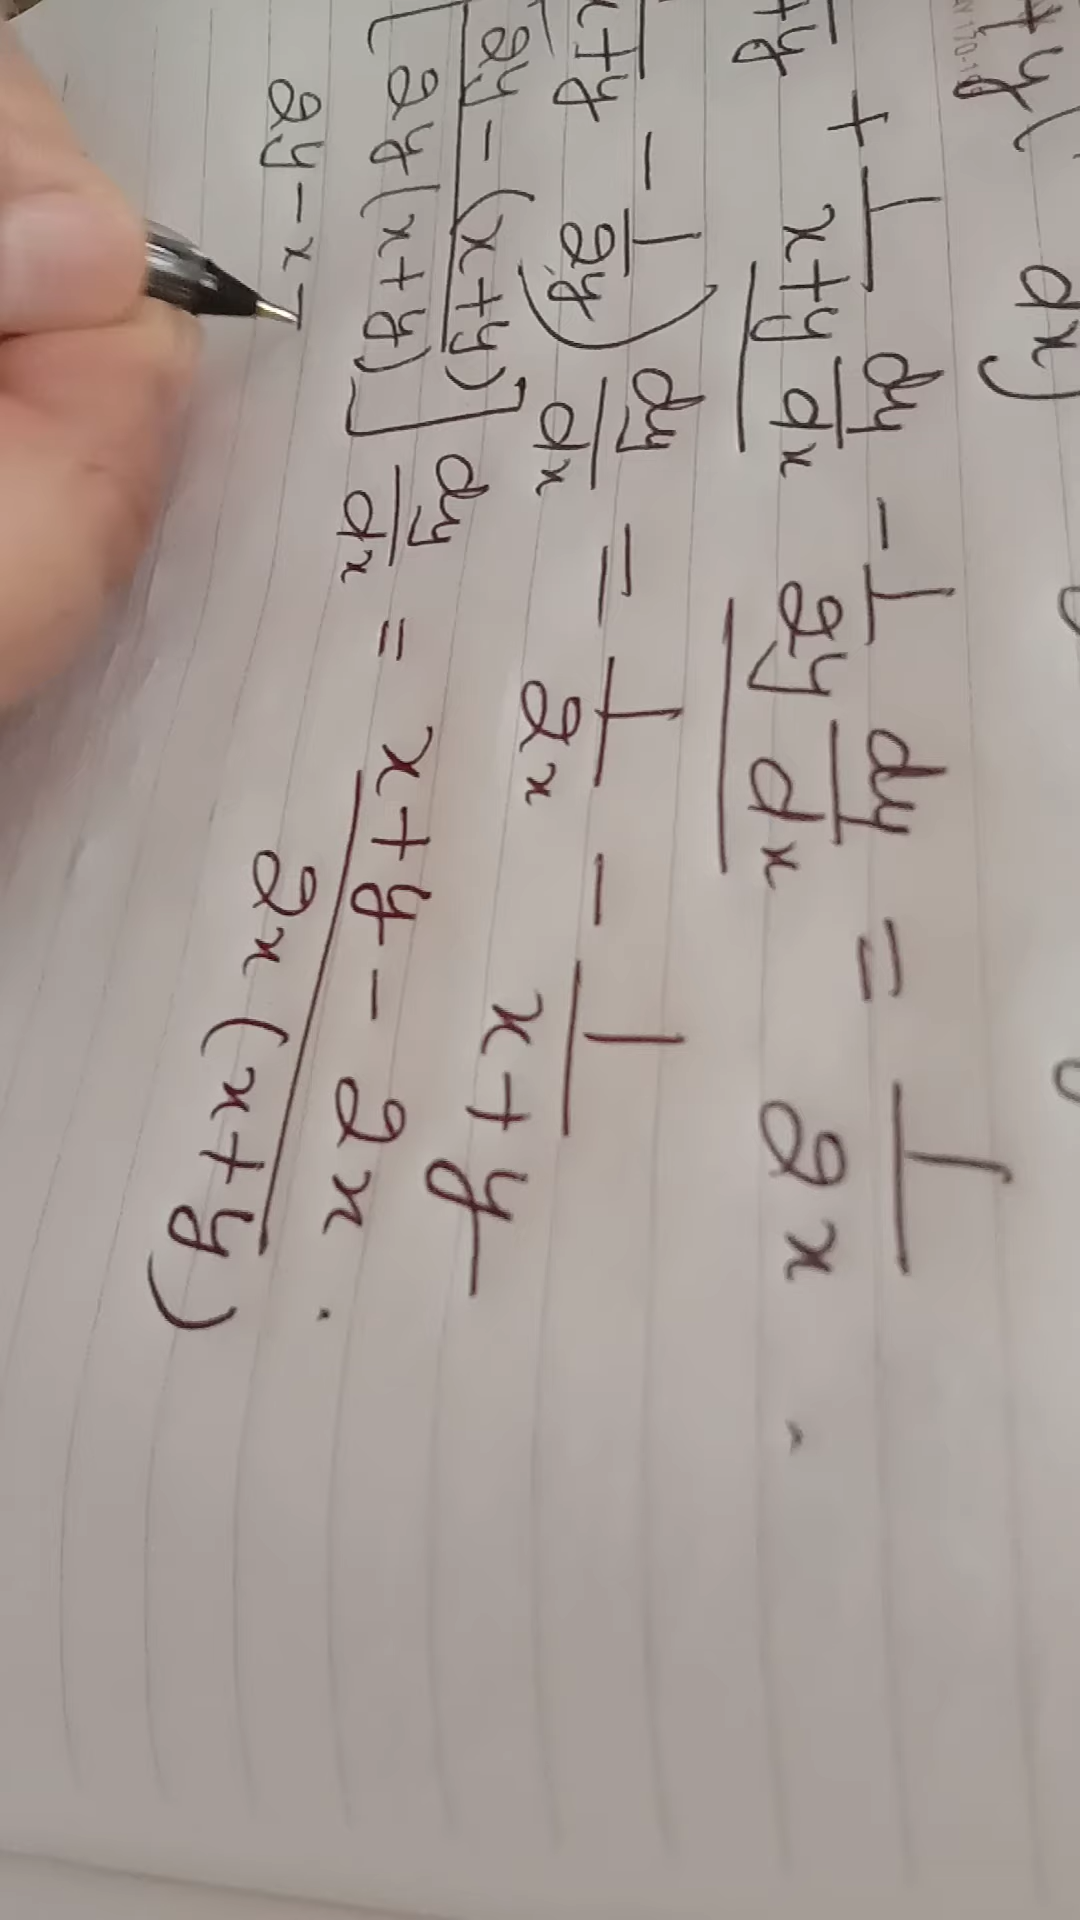 +y( dx)
+y + 1/(x+y) dy/dx - 1/2y dy/dx = 1/2x .
x+y - 1/2y) dy/dx = 1/2x - 1/(x+y)
[2y-(x+y)/2y(x+y)] dy/dx = x+y-2x/2x(x+y) .
2y-x-